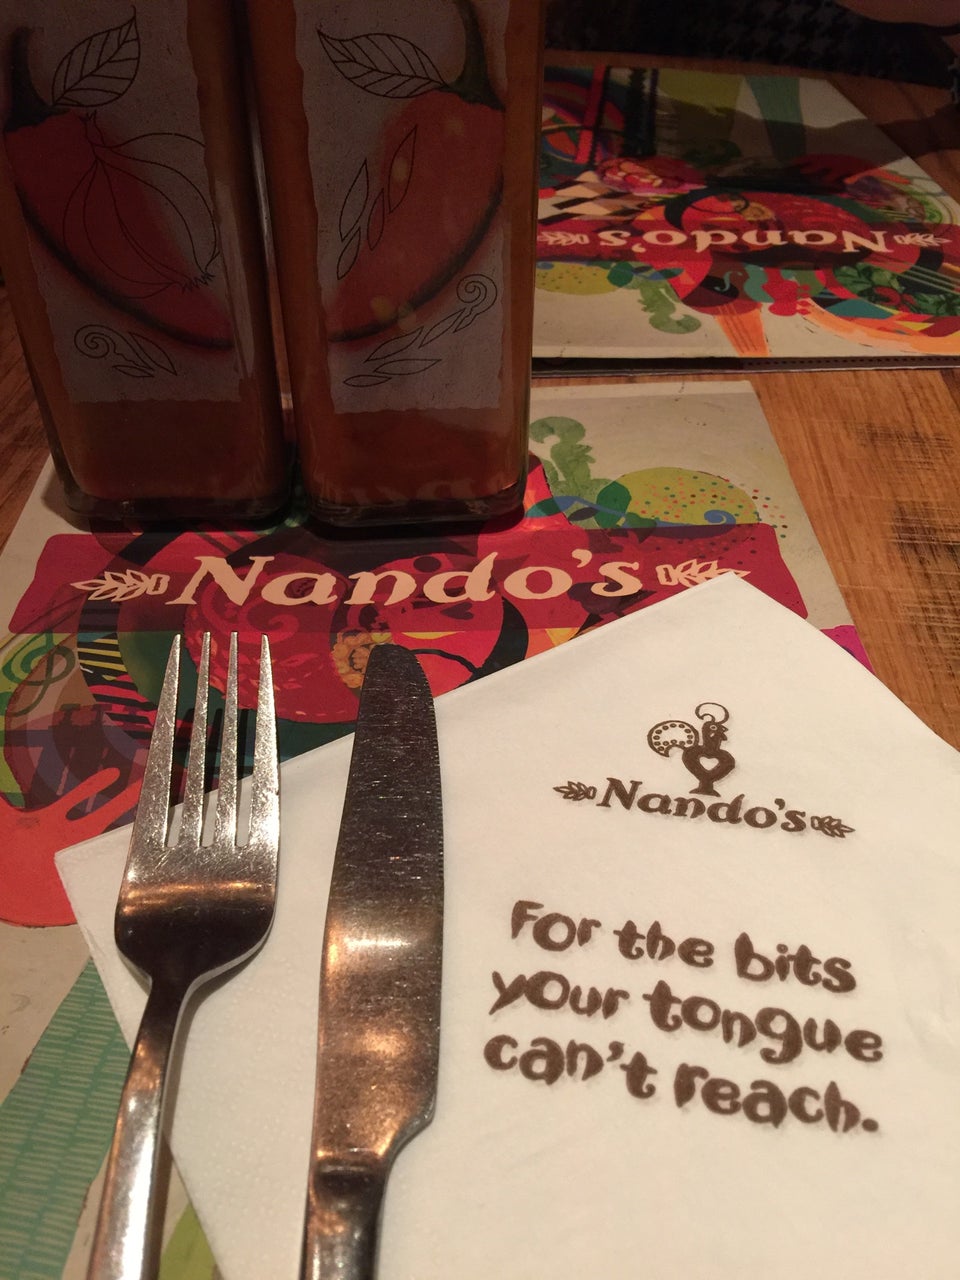 Nando's
Nando's
Nando's
For the bits
your tongue
can't reach.